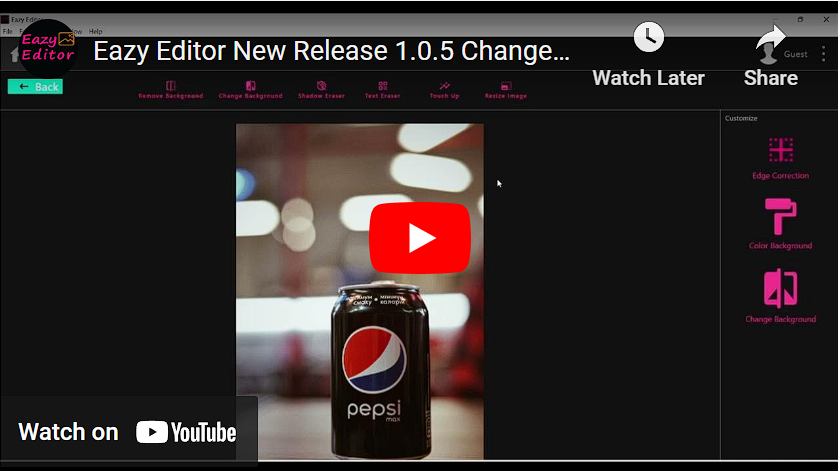 Eazy Editor
File
Help
Eazy
Editor
Eazy Editor New Release 1.0.5 Change...
Watch Later
Share
Guest
Back
Remove Background
Change Background
Shadow Eraser
Text Eraser
Touch Up
Resize Image
Customize
Edge Correction
Color Background
Change Background
смаку
калорій
pepsi
max
Watch on YouTube